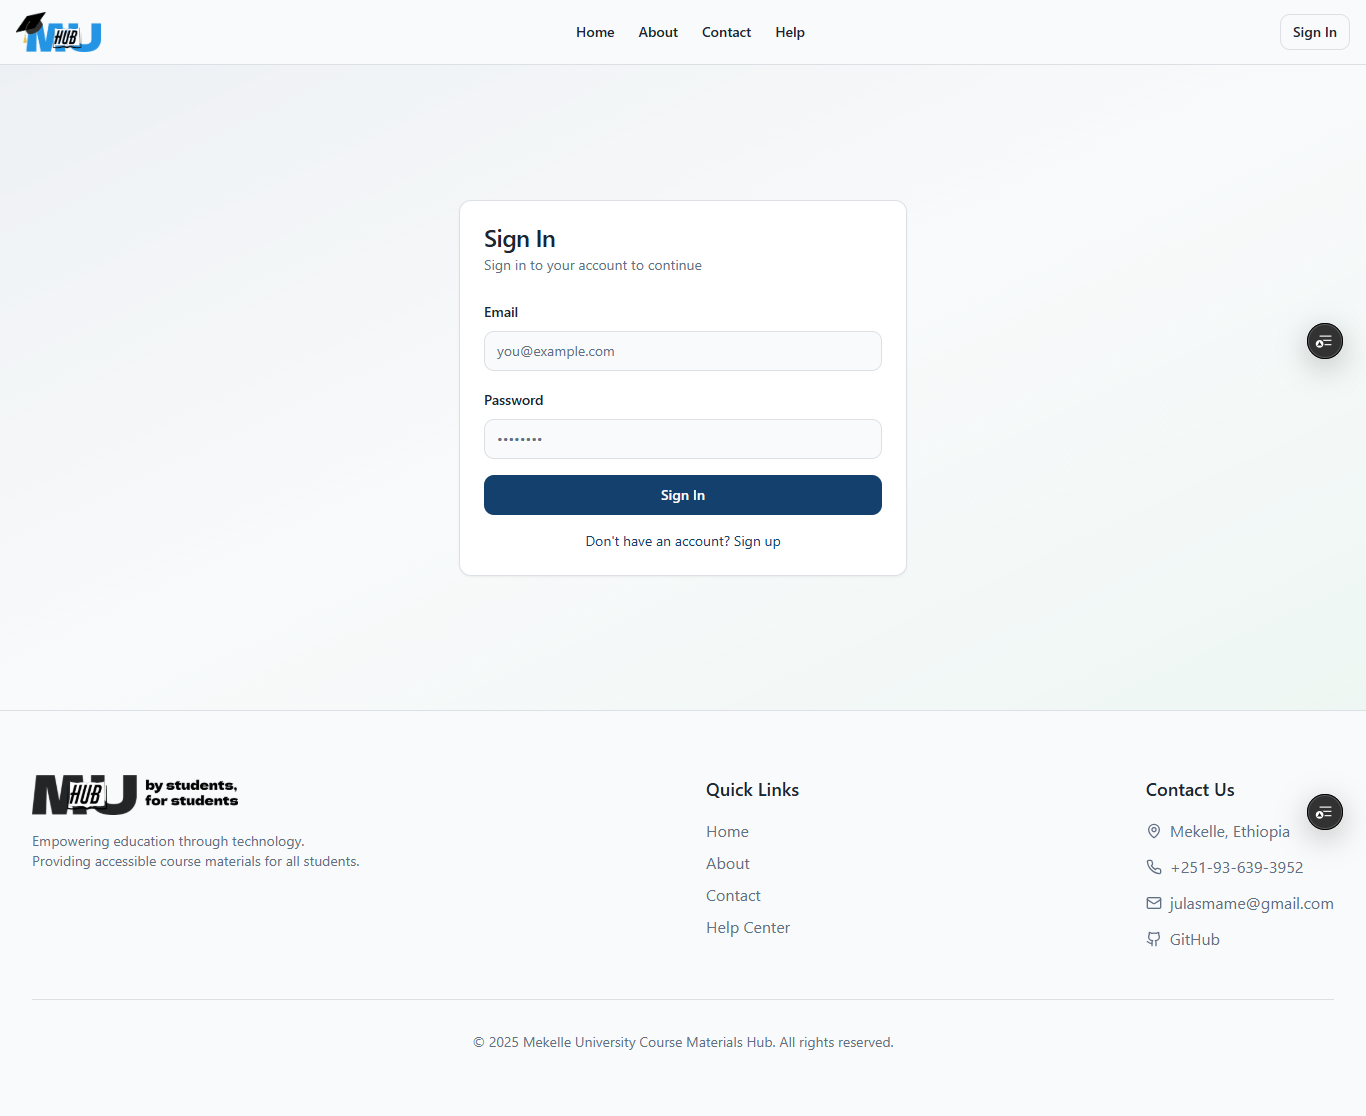 MU HUB
Home
About
Contact
Help
Sign In
Sign In
Sign in to your account to continue
Email
you@example.com
Password
••••••••
Sign In
Don't have an account? Sign up
MU HUB
by students,
for students
Empowering education through technology.
Providing accessible course materials for all students.
Quick Links
Home
About
Contact
Help Center
Contact Us
Mekelle, Ethiopia
+251-93-639-3952
julasmame@gmail.com
GitHub
© 2025 Mekelle University Course Materials Hub. All rights reserved.